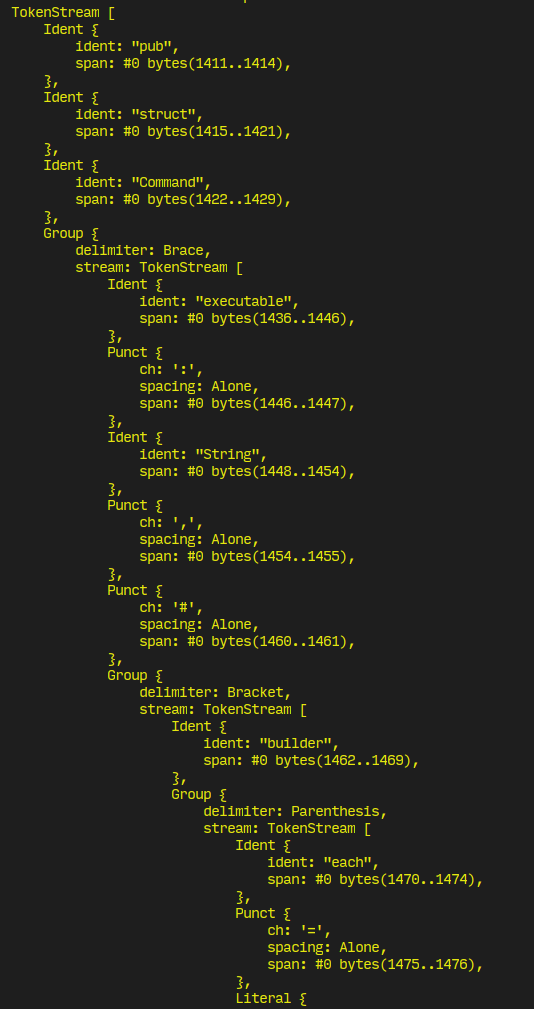 TokenStream [
    Ident {
        ident: "pub",
        span: #0 bytes(1411..1414),
    },
    Ident {
        ident: "struct",
        span: #0 bytes(1415..1421),
    },
    Ident {
        ident: "Command",
        span: #0 bytes(1422..1429),
    },
    Group {
        delimiter: Brace,
        stream: TokenStream [
            Ident {
                ident: "executable",
                span: #0 bytes(1436..1446),
            },
            Punct {
                ch: ':',
                spacing: Alone,
                span: #0 bytes(1446..1447),
            },
            Ident {
                ident: "String",
                span: #0 bytes(1448..1454),
            },
            Punct {
                ch: ',',
                spacing: Alone,
                span: #0 bytes(1454..1455),
            },
            Punct {
                ch: '#',
                spacing: Alone,
                span: #0 bytes(1460..1461),
            },
            Group {
                delimiter: Bracket,
                stream: TokenStream [
                    Ident {
                        ident: "builder",
                        span: #0 bytes(1462..1469),
                    },
                    Group {
                        delimiter: Parenthesis,
                        stream: TokenStream [
                            Ident {
                                ident: "each",
                                span: #0 bytes(1470..1474),
                            },
                            Punct {
                                ch: '=',
                                spacing: Alone,
                                span: #0 bytes(1475..1476),
                            },
                            Literal {